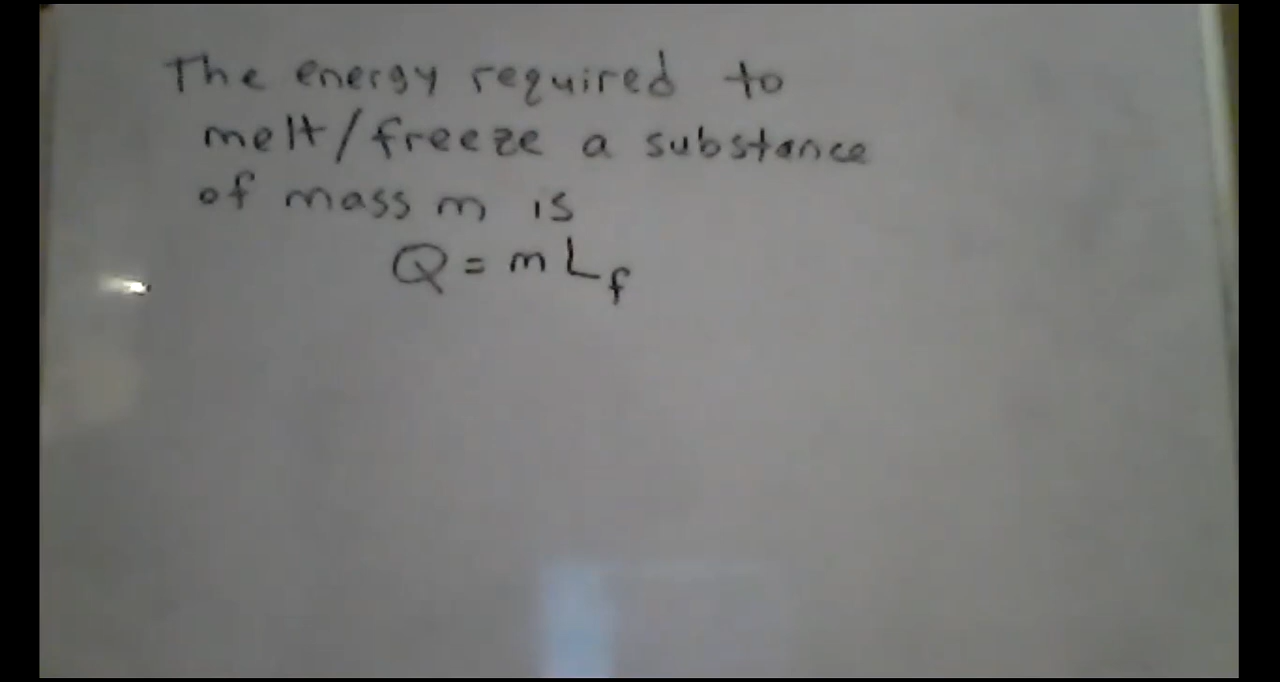 The energy required to
melt/freeze a substance
of mass m is
Q = m L_f